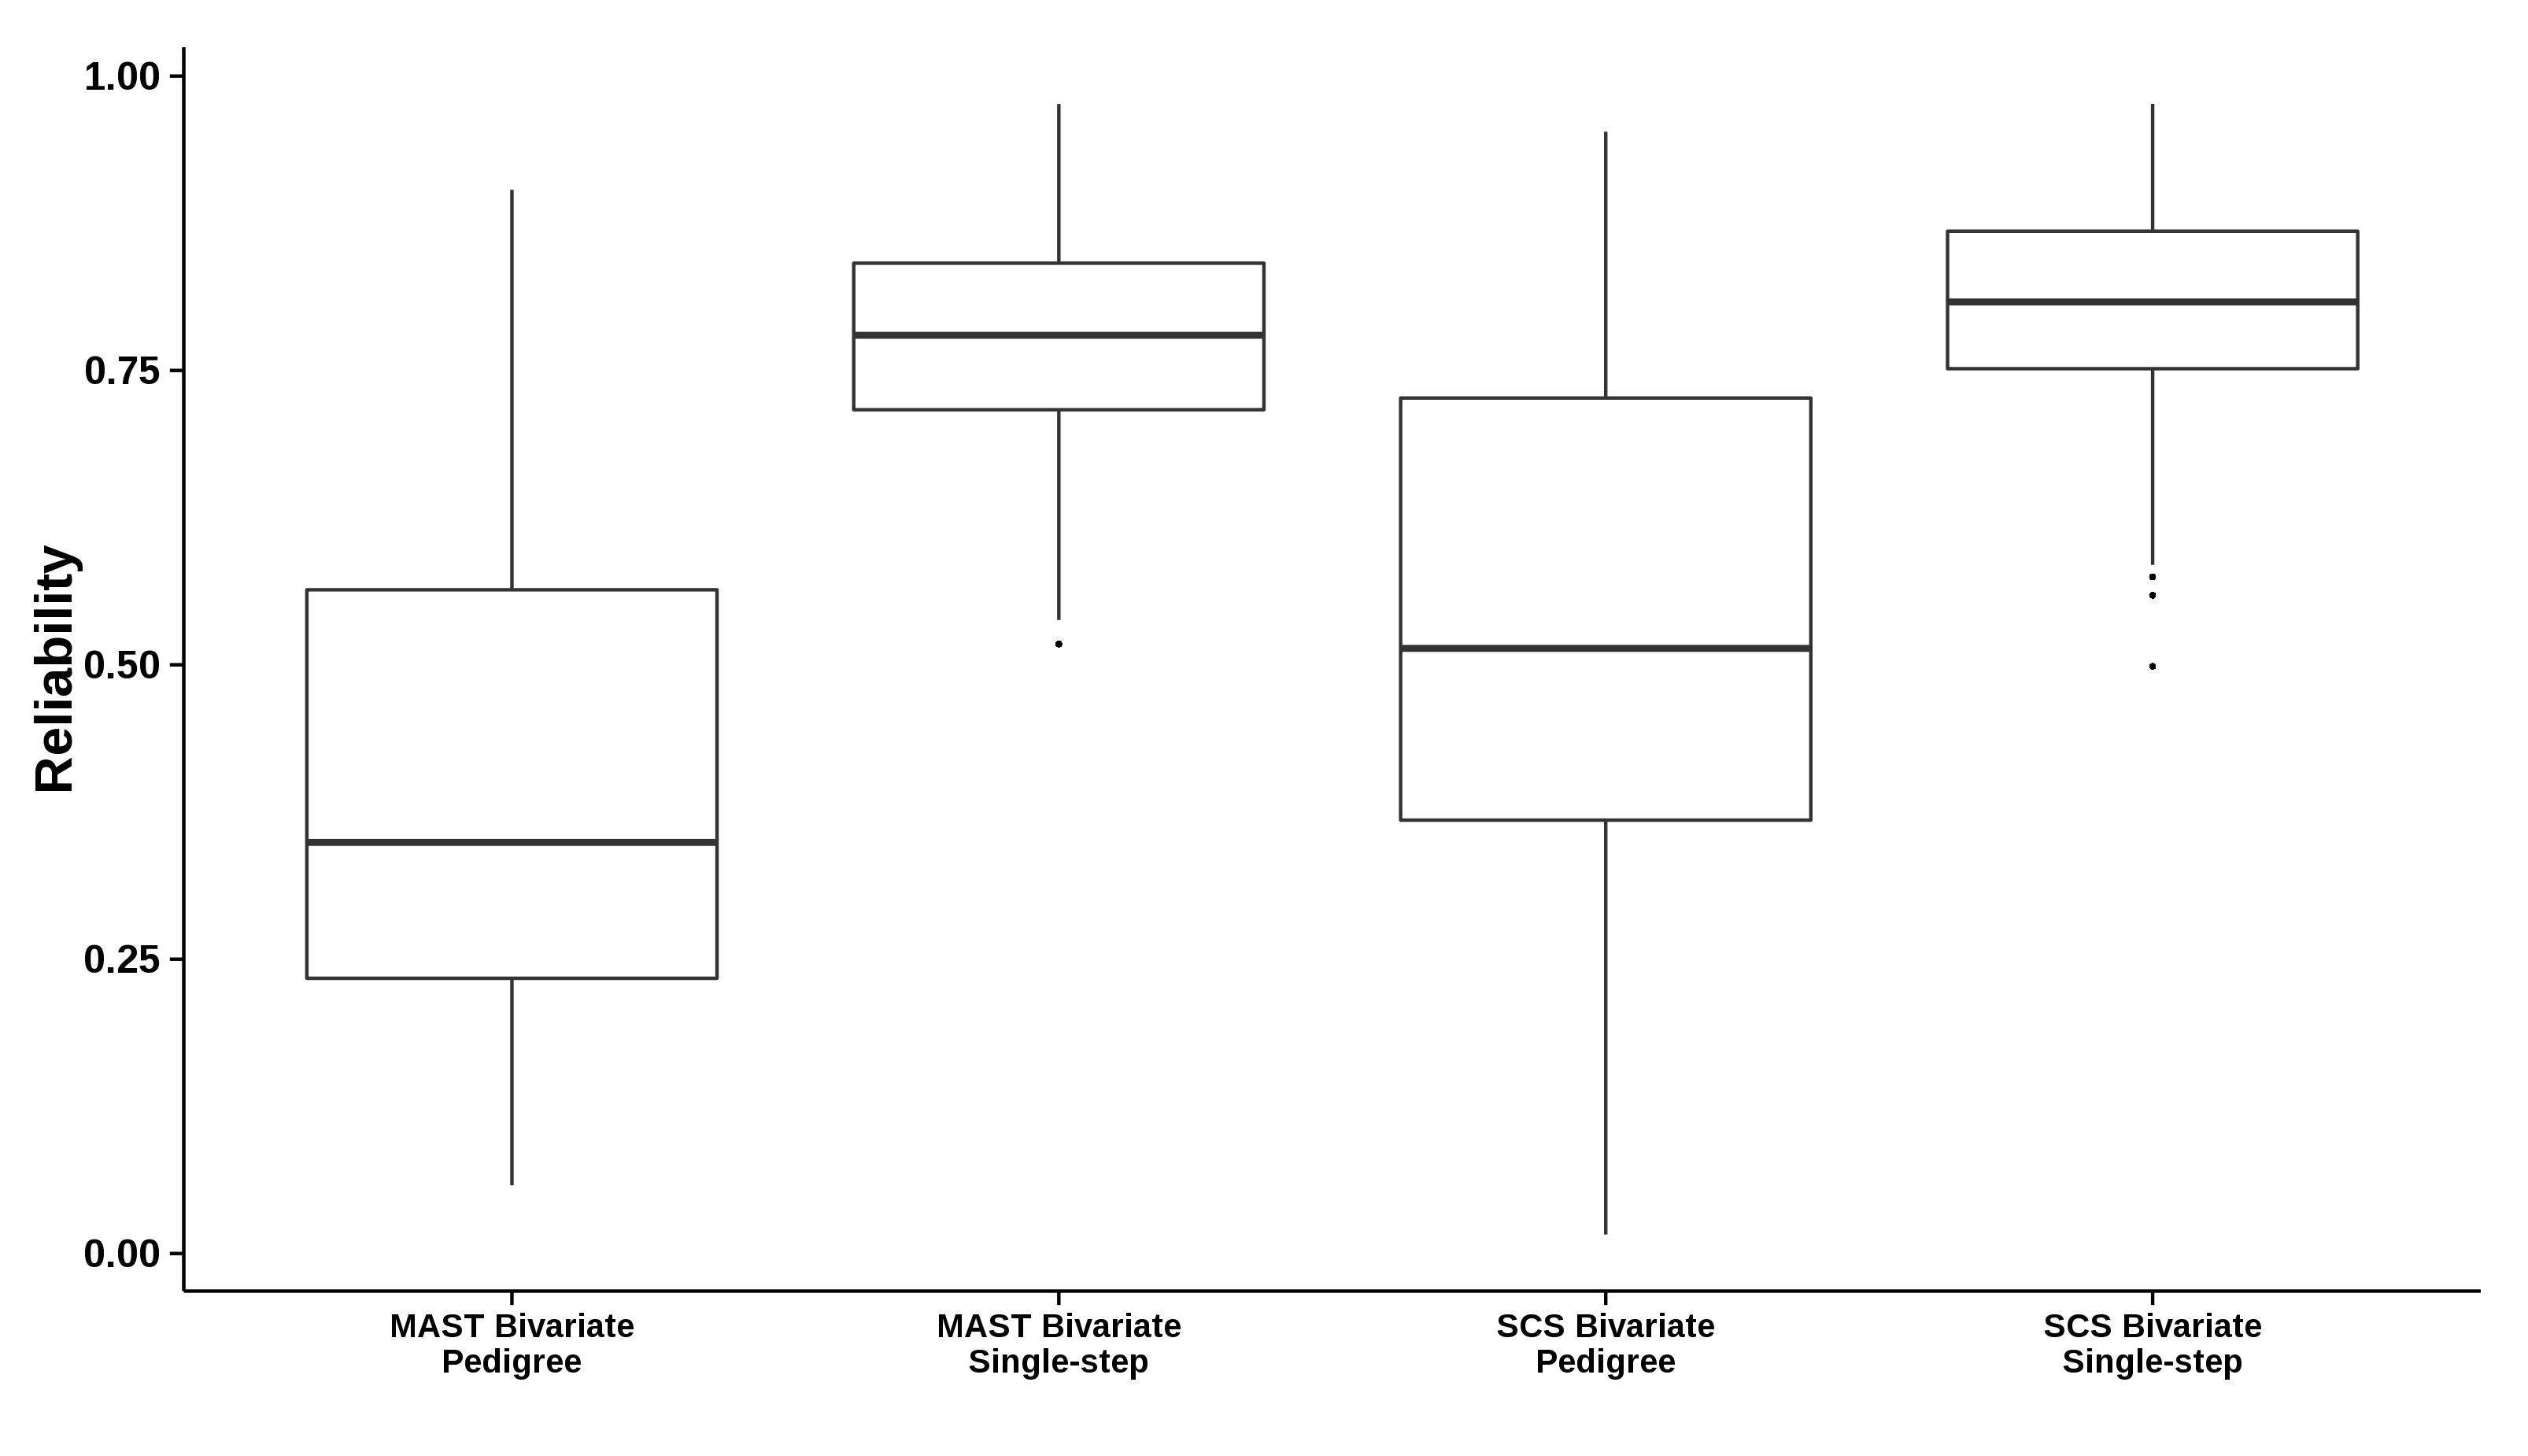 Reliability
1.00
0.75
0.50
0.25
0.00
MAST Bivariate
Pedigree
MAST Bivariate
Single-step
SCS Bivariate
Pedigree
SCS Bivariate
Single-step